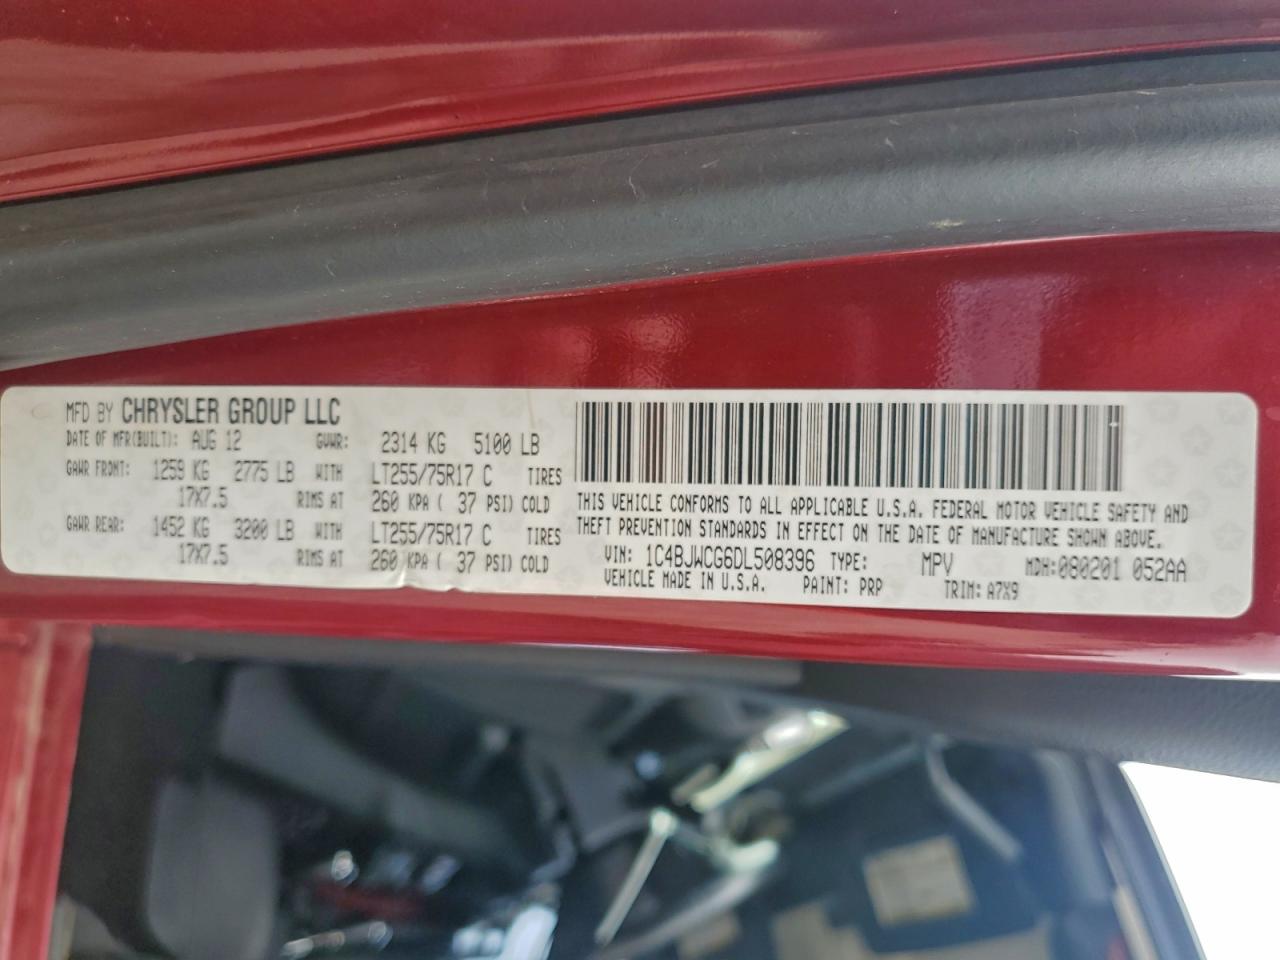 MFD BY CHRYSLER GROUP LLC
DATE OF MFR(BUILT): AUG 12 GVWR: 2314 KG 5100 LB
GAWR FRONT: 1259 KG 2775 LB WITH LT255/75R17 C TIRES
17X7.5 RIMS AT 260 KPA ( 37 PSI) COLD
GAWR REAR: 1452 KG 3200 LB WITH LT255/75R17 C TIRES
17X7.5 RIMS AT 260 KPA ( 37 PSI) COLD
THIS VEHICLE CONFORMS TO ALL APPLICABLE U.S.A. FEDERAL MOTOR VEHICLE SAFETY AND
THEFT PREVENTION STANDARDS IN EFFECT ON THE DATE OF MANUFACTURE SHOWN ABOVE.
VIN: 1C4BJWCG6DL508396 TYPE: MPV MDH:080201 052AA
VEHICLE MADE IN U.S.A. PAINT: PRP TRIM: A7X9